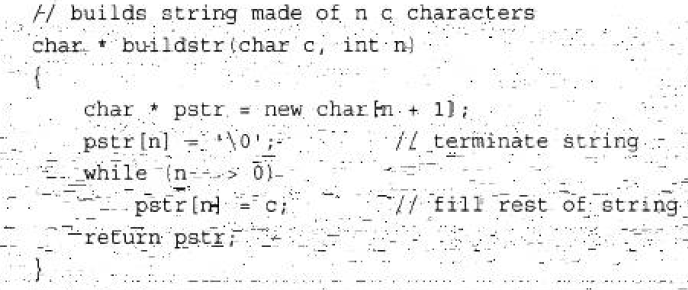 // builds string made of n c characters
char * buildstr(char c, int n)
{
char * pstr = new char[n + 1];
pstr[n] = '\0'; // terminate string
while (n-- > 0)
pstr[n] = c; // fill rest of string
return pstr;
}